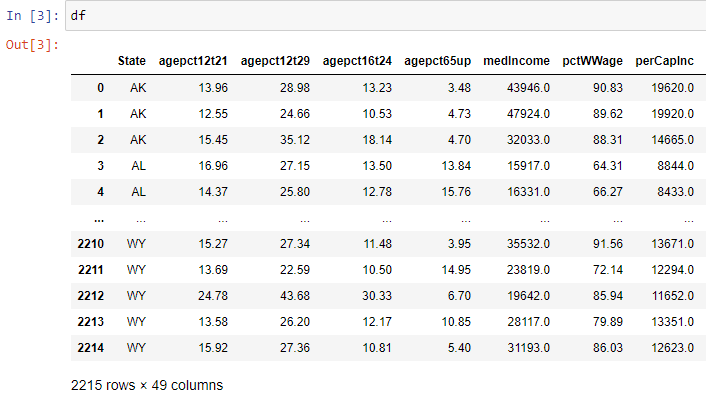 In [3]: df
Out[3]:
State agepct12t21 agepct12t29 agepct16t24 agepct65up medIncome pctWWage perCapInc
0 AK 13.96 28.98 13.23 3.48 43946.0 90.83 19620.0
1 AK 12.55 24.66 10.53 4.73 47924.0 89.62 19920.0
2 AK 15.45 35.12 18.14 4.70 32033.0 88.31 14665.0
3 AL 16.96 27.15 13.50 13.84 15917.0 64.31 8844.0
4 AL 14.37 25.80 12.78 15.76 16331.0 66.27 8433.0
... ... ... ... ... ... ... ... ...
2210 WY 15.27 27.34 11.48 3.95 35532.0 91.56 13671.0
2211 WY 13.69 22.59 10.50 14.95 23819.0 72.14 12294.0
2212 WY 24.78 43.68 30.33 6.70 19642.0 85.94 11652.0
2213 WY 13.58 26.20 12.17 10.85 28117.0 79.89 13351.0
2214 WY 15.92 27.36 10.81 5.40 31193.0 86.03 12623.0
2215 rows × 49 columns